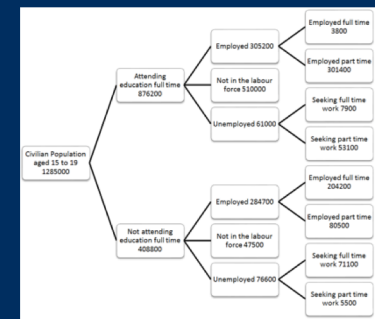 Civilian Population
aged 15 to 19
1285000
Attending
education full time
876200
Employed 305200
Employed full time
3800
Employed part time
301400
Not in the labour
force 510000
Unemployed 61000
Seeking full time
work 7900
Seeking part time
work 53100
Not attending
education full time
408800
Employed 284700
Employed full time
204200
Employed part time
80500
Not in the labour
force 47500
Unemployed 76600
Seeking full time
work 71100
Seeking part time
work 5500